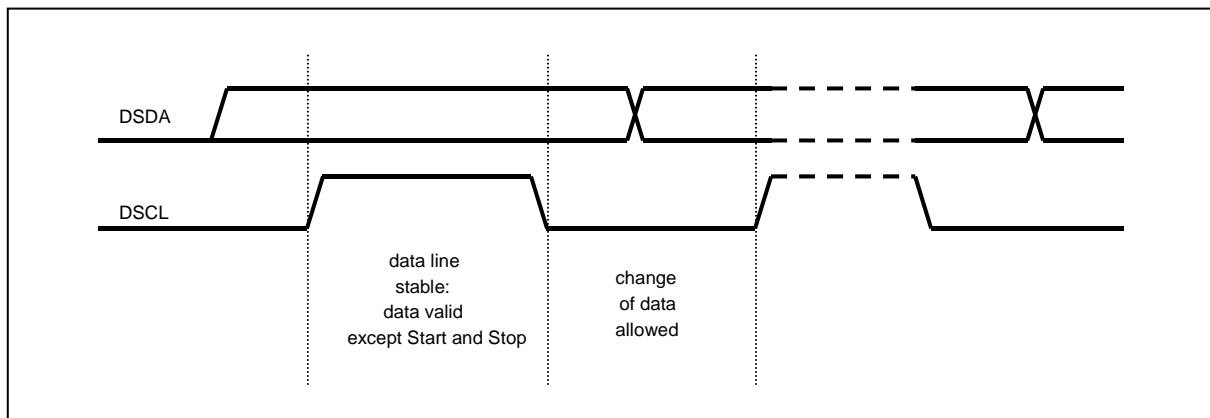 DSDA
DSCL
data line
stable:
data valid
except Start and Stop
change
of data
allowed